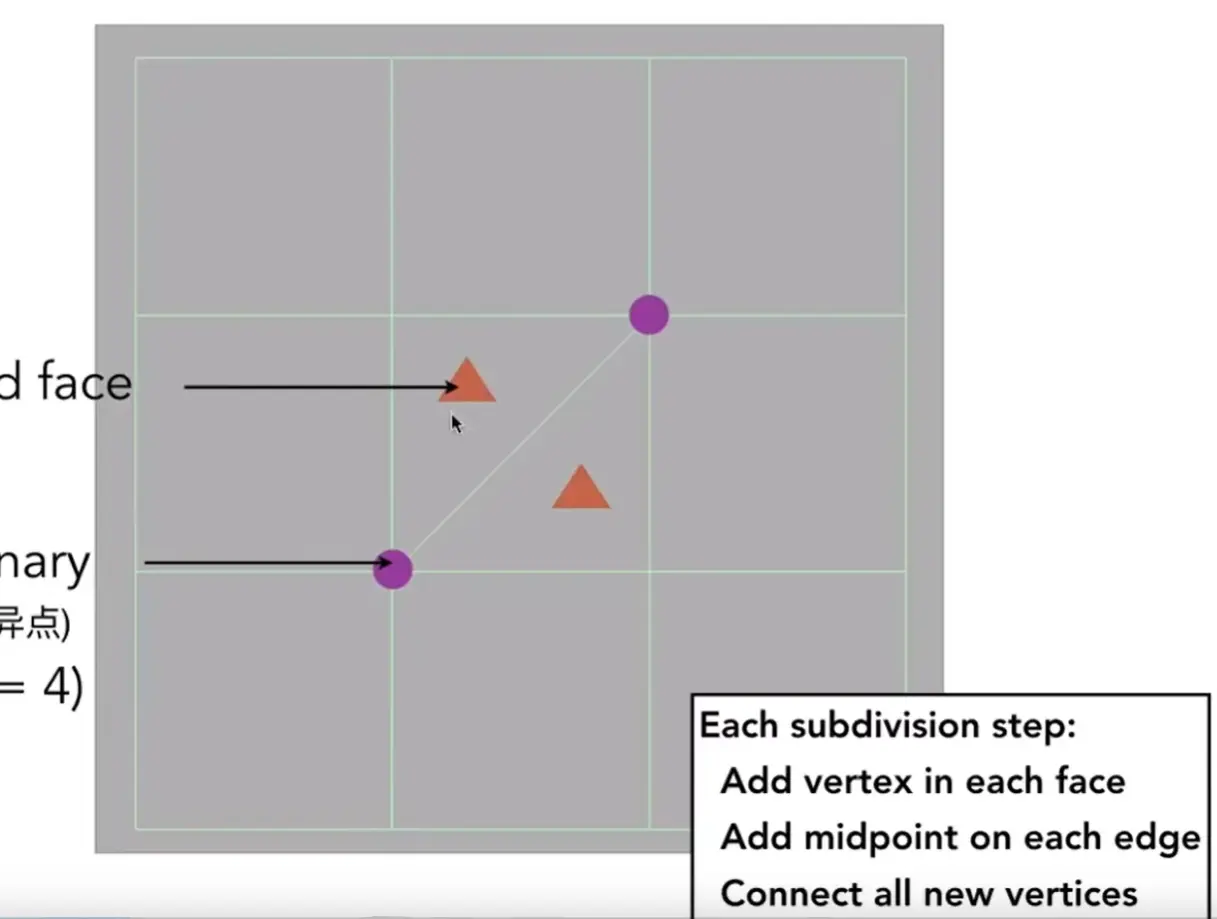 d face
nary
异点)
= 4)
Each subdivision step:
Add vertex in each face
Add midpoint on each edge
Connect all new vertices